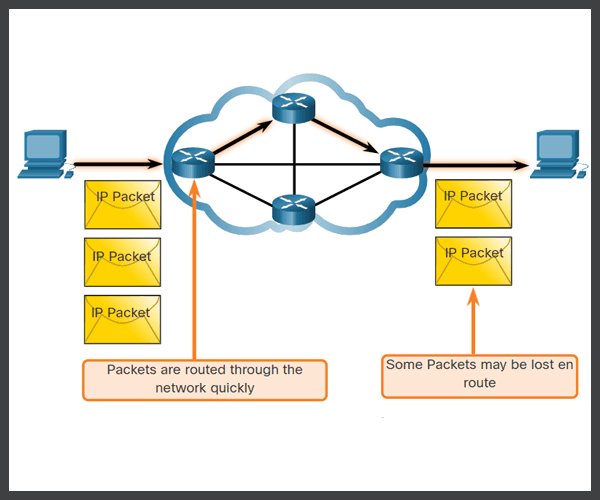 IP Packet
IP Packet
IP Packet
IP Packet
IP Packet
Packets are routed through the
network quickly
Some Packets may be lost en
route